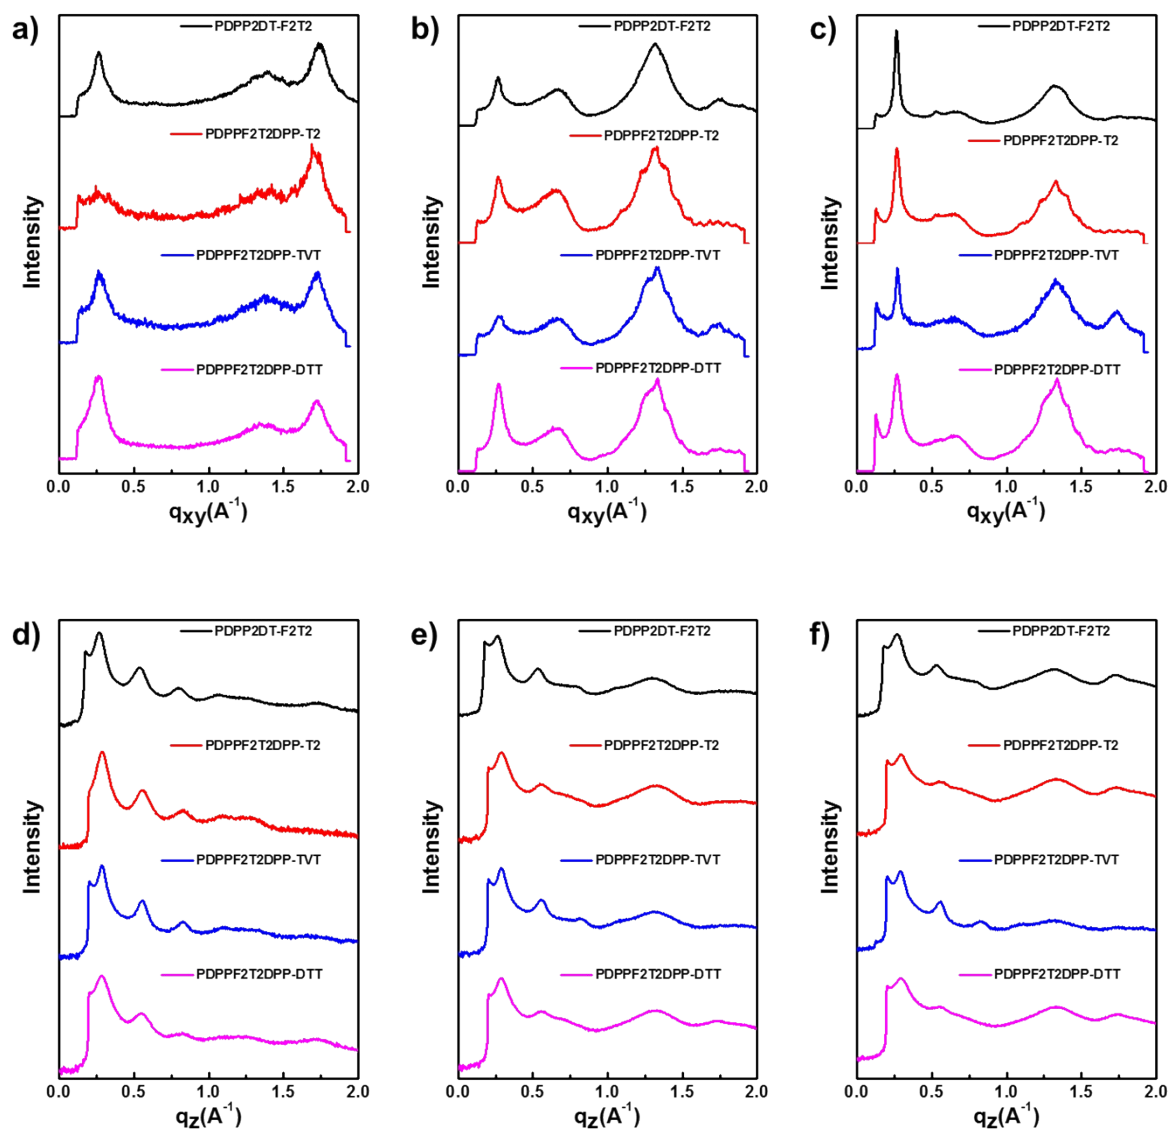 a)
PDPP2DT-F2T2
PDPPF2T2DPP-T2
PDPPF2T2DPP-TVT
PDPPF2T2DPP-DTT
Intensity
0.0 0.5 1.0 1.5 2.0
qxy(A-1)
b)
PDPP2DT-F2T2
PDPPF2T2DPP-T2
PDPPF2T2DPP-TVT
PDPPF2T2DPP-DTT
Intensity
0.0 0.5 1.0 1.5 2.0
qxy(A-1)
c)
PDPP2DT-F2T2
PDPPF2T2DPP-T2
PDPPF2T2DPP-TVT
PDPPF2T2DPP-DTT
Intensity
0.0 0.5 1.0 1.5 2.0
qxy(A-1)
d)
PDPP2DT-F2T2
PDPPF2T2DPP-T2
PDPPF2T2DPP-TVT
PDPPF2T2DPP-DTT
Intensity
0.0 0.5 1.0 1.5 2.0
qz(A-1)
e)
PDPP2DT-F2T2
PDPPF2T2DPP-T2
PDPPF2T2DPP-TVT
PDPPF2T2DPP-DTT
Intensity
0.0 0.5 1.0 1.5 2.0
qz(A-1)
f)
PDPP2DT-F2T2
PDPPF2T2DPP-T2
PDPPF2T2DPP-TVT
PDPPF2T2DPP-DTT
Intensity
0.0 0.5 1.0 1.5 2.0
qz(A-1)